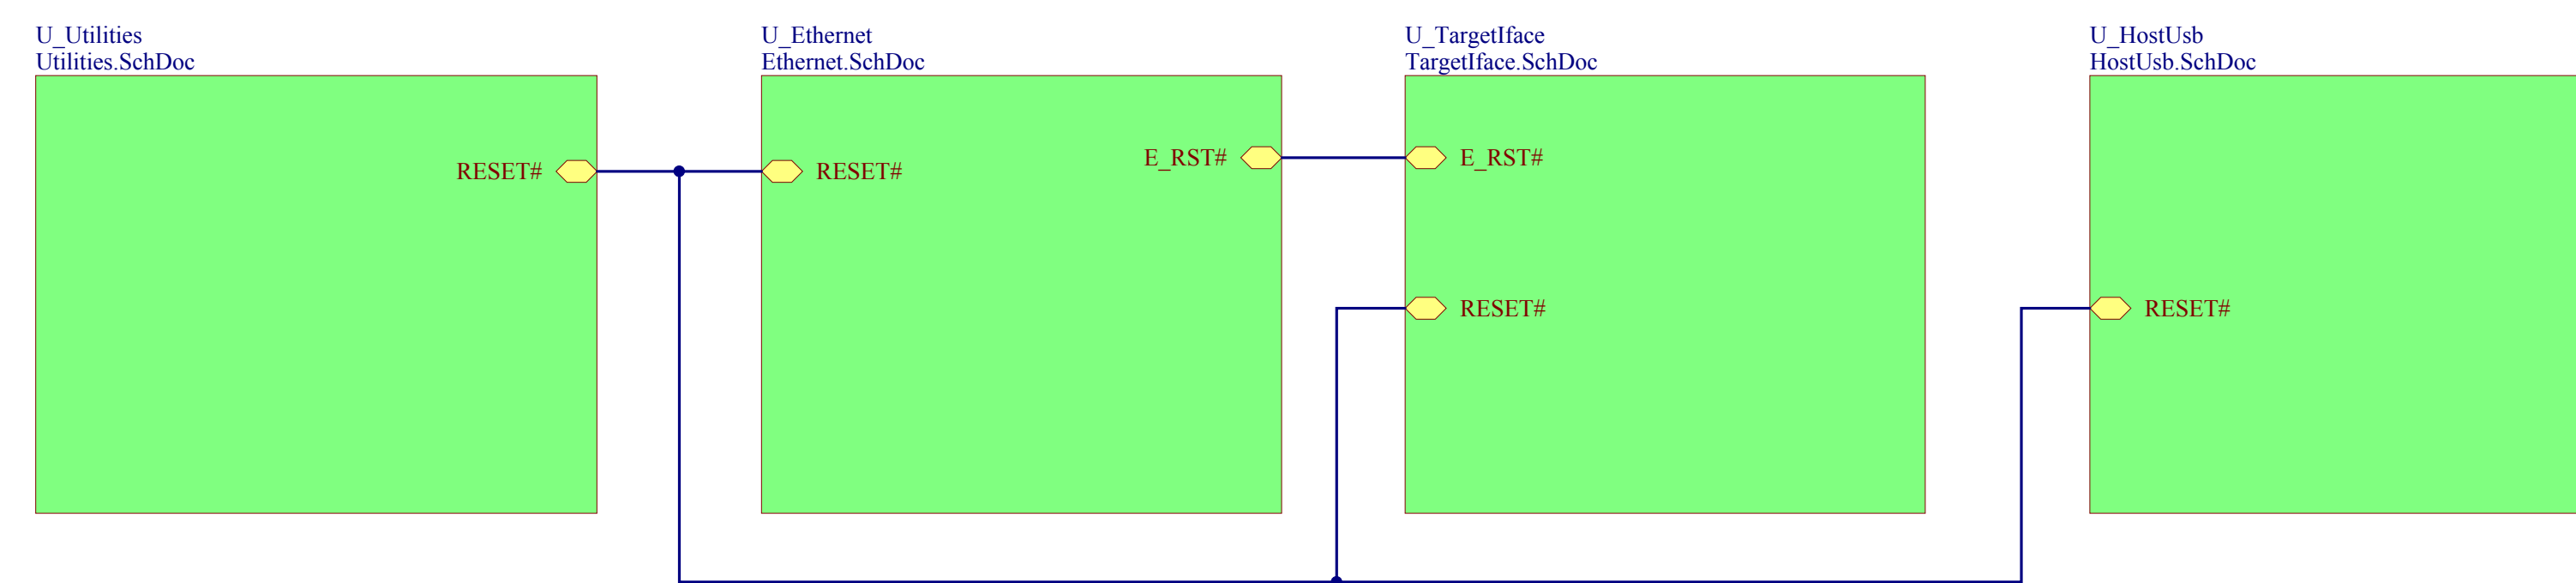 U_Utilities
Utilities.SchDoc
U_Ethernet
Ethernet.SchDoc
U_TargetIface
TargetIface.SchDoc
U_HostUsb
HostUsb.SchDoc
RESET#
RESET#
E_RST#
E_RST#
RESET#
RESET#